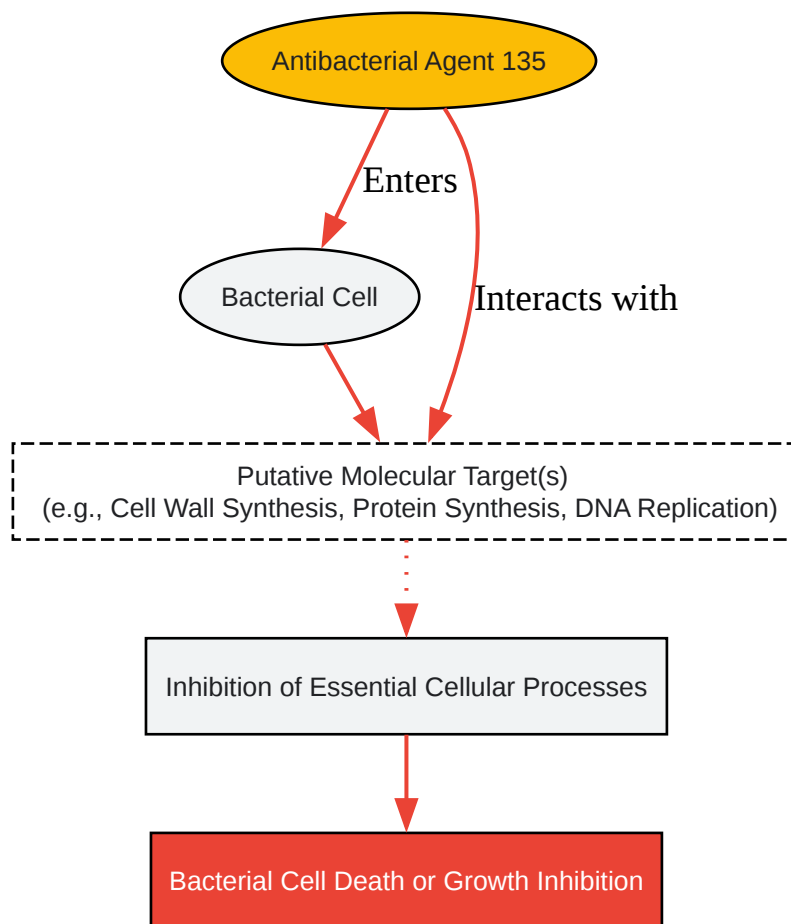 Antibacterial Agent 135
Enters
Bacterial Cell
Interacts with
Putative Molecular Target(s)
(e.g., Cell Wall Synthesis, Protein Synthesis, DNA Replication)
Inhibition of Essential Cellular Processes
Bacterial Cell Death or Growth Inhibition